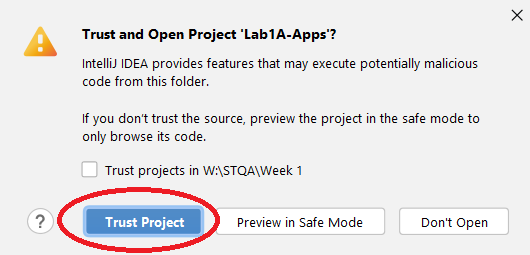 Trust and Open Project 'Lab1A-Apps'?
IntelliJ IDEA provides features that may execute potentially malicious
code from this folder.
If you don't trust the source, preview the project in the safe mode to
only browse its code.
Trust projects in W:\STQA\Week 1
? Trust Project Preview in Safe Mode Don't Open